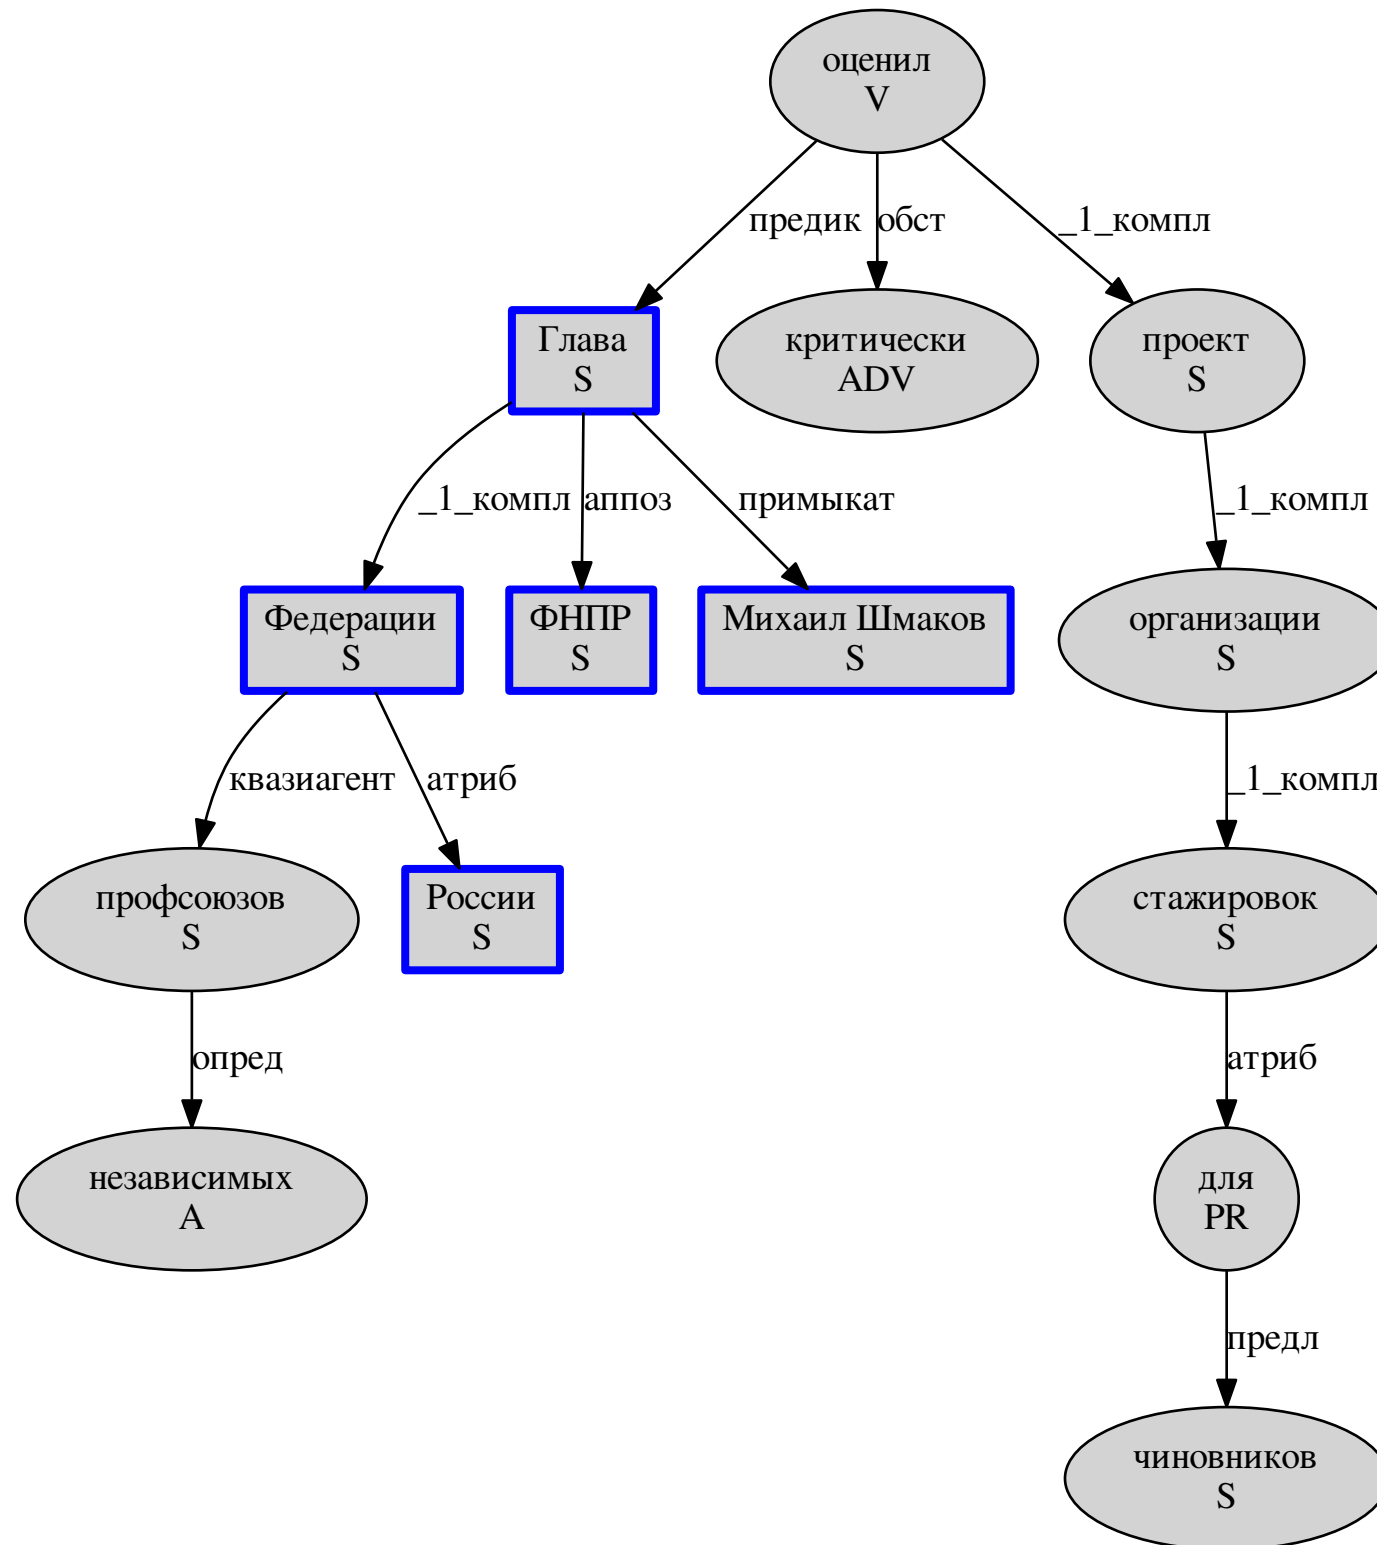 оценил
V
предик обст _1_компл
Глава
S
критически
ADV
проект
S
_1_компл аппоз примыкат _1_компл
Федерации
S
ФНПР
S
Михаил Шмаков
S
организации
S
квазиагент атриб _1_компл
профсоюзов
S
России
S
стажировок
S
опред атриб
независимых
A
для
PR
предл
чиновников
S